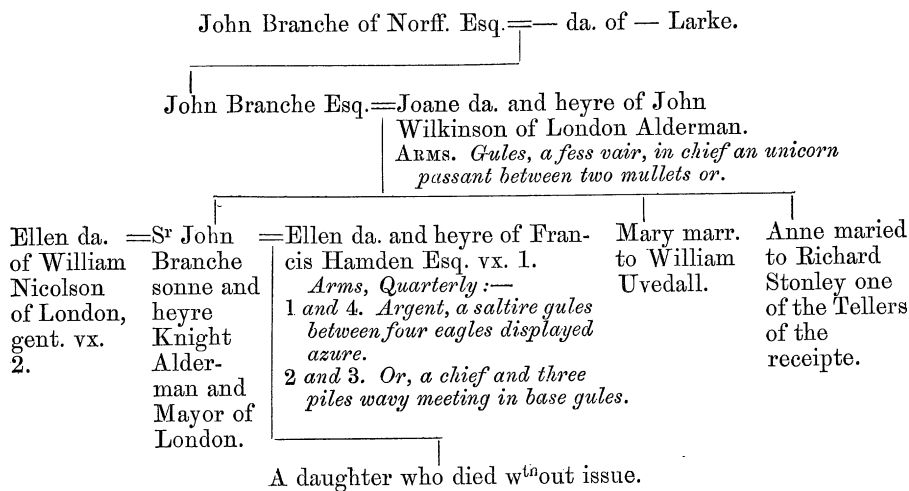 John Branche of Norff. Esq.=— da. of — Larke.
John Branche Esq.=Joane da. and heyre of John
Wilkinson of London Alderman.
ARMS. Gules, a fess vair, in chief an unicorn
passant between two mullets or.
Ellen da.
of William
Nicolson
of London,
gent. vx.
2.
=Sʳ John
Branche
sonne and
heyre
Knight
Alder-
man and
Mayor of
London.
=Ellen da. and heyre of Fran-
cis Hamden Esq. vx. 1.
Arms, Quarterly :—
1 and 4. Argent, a saltire gules
between four eagles displayed
azure.
2 and 3. Or, a chief and three
piles wavy meeting in base gules.
Mary marr.
to William
Uvedall.
Anne maried
to Richard
Stonley one
of the Tellers
of the
receipte.
A daughter who died wᵗʰout issue.